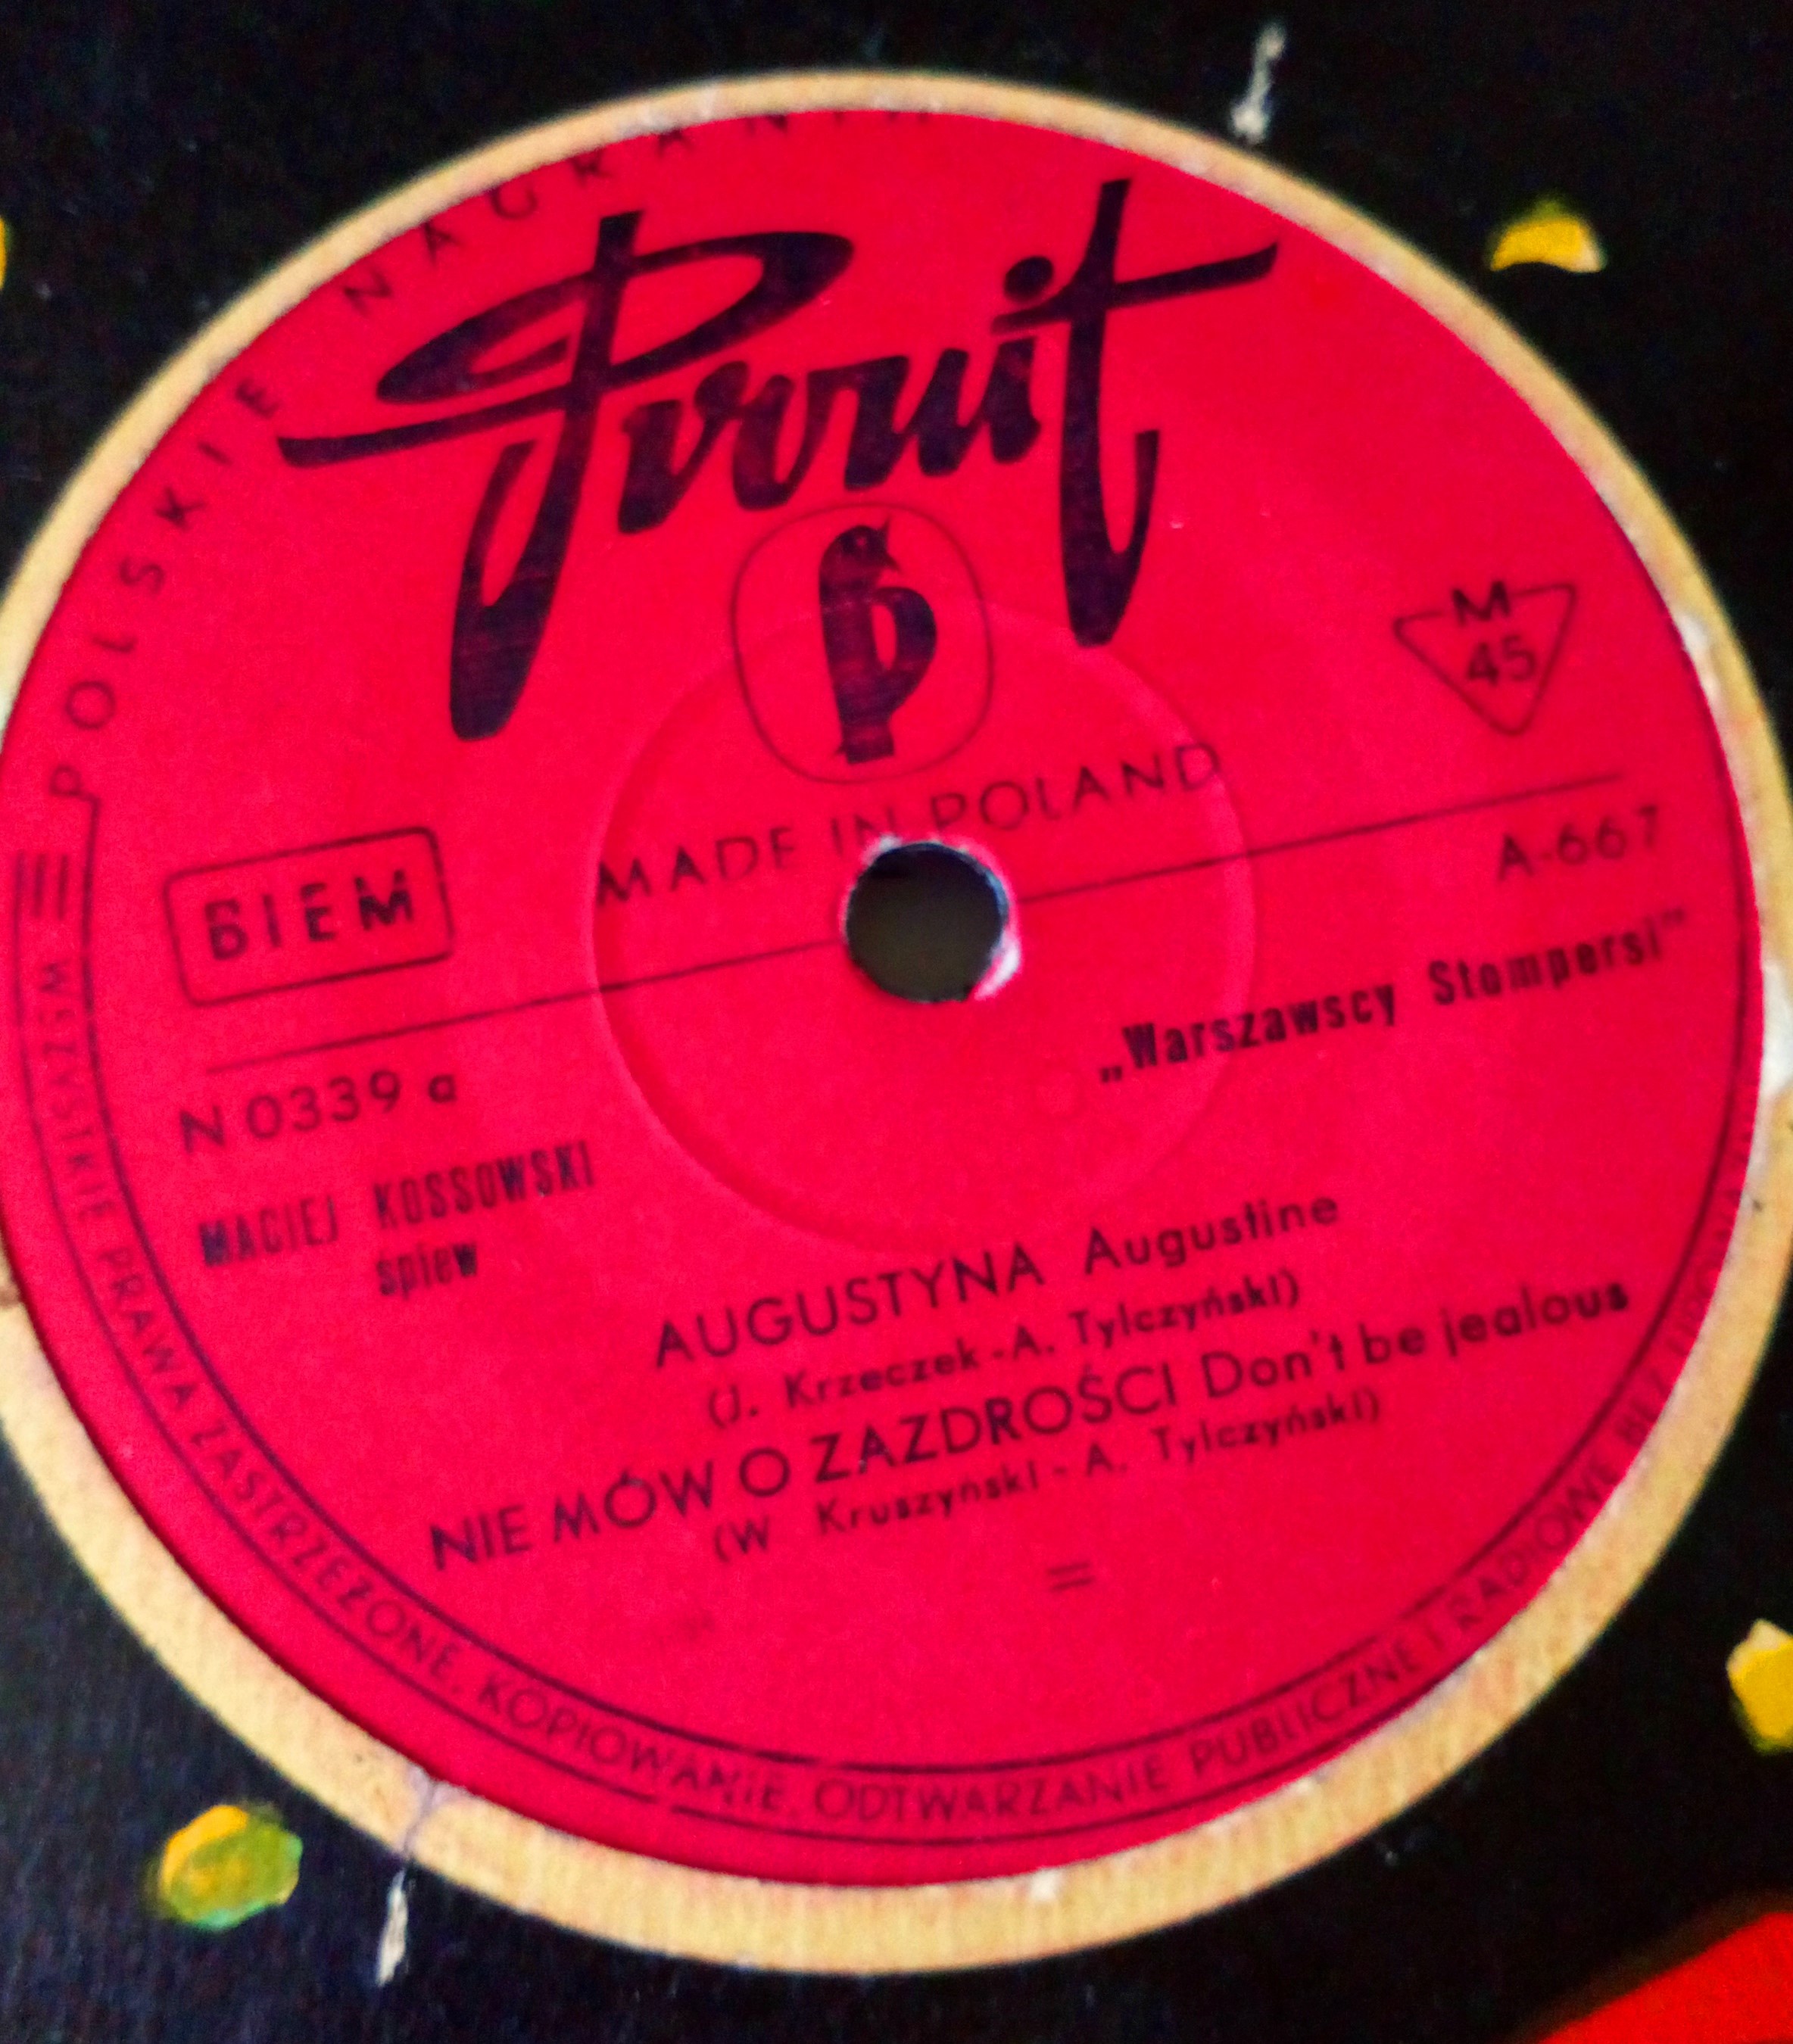 POLSKIE NAGRANIA
Pronit
M
45
MADE IN POLAND
BIEM
A-667
N 0339 a
„Warszawscy Stompersi"
MACIEJ KOSSOWSKI
śpiew
AUGUSTYNA Augustine
(J. Krzeczek - A. Tylczyński)
NIE MÓW O ZAZDROŚCI Don't be jealous
(W Kruszyński - A. Tylczyński)
WSZYSTKIE PRAWA ZASTRZEŻONE. KOPIOWANIE, ODTWARZANIE PUBLICZNE I RADIOWE BEZ